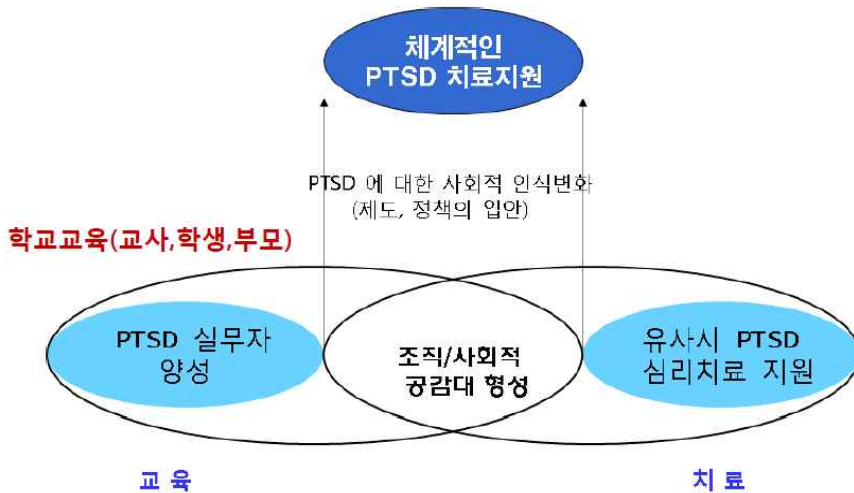 체계적인
PTSD 치료지원
PTSD 에 대한 사회적 인식변화
(제도, 정책의 입안)
학교교육(교사,학생,부모)
PTSD 실무자
양성
조직/사회적
공감대 형성
유사시 PTSD
심리치료 지원
교 육
치 료